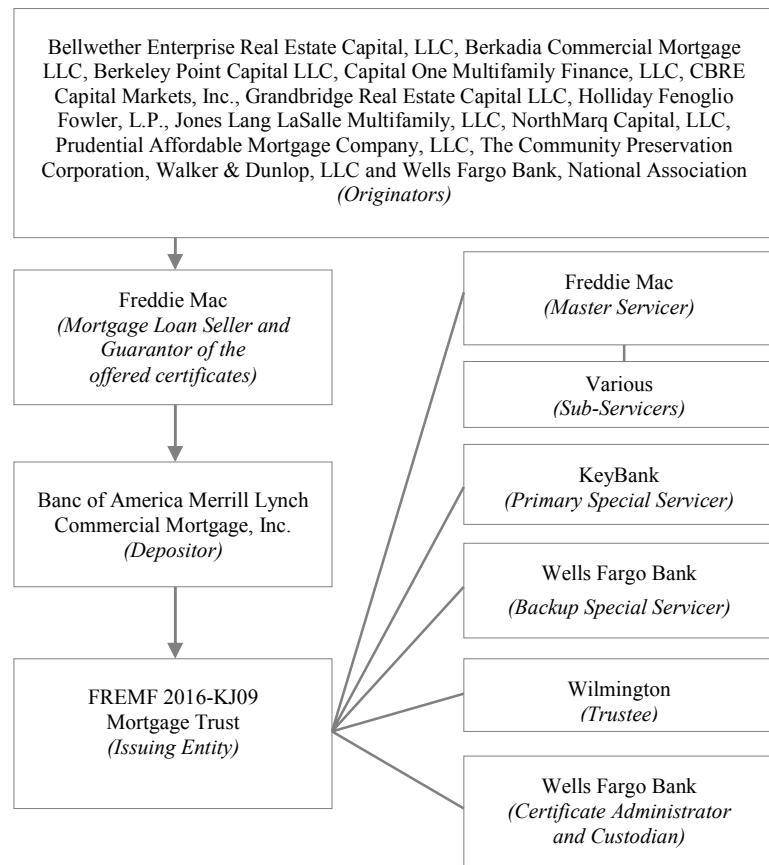 Bellwether Enterprise Real Estate Capital, LLC, Berkadia Commercial Mortgage
LLC, Berkeley Point Capital LLC, Capital One Multifamily Finance, LLC, CBRE
Capital Markets, Inc., Grandbridge Real Estate Capital LLC, Holliday Fenoglio
Fowler, L.P., Jones Lang LaSalle Multifamily, LLC, NorthMarq Capital, LLC,
Prudential Affordable Mortgage Company, LLC, The Community Preservation
Corporation, Walker & Dunlop, LLC and Wells Fargo Bank, National Association
(Originators)
Freddie Mac
(Mortgage Loan Seller and
Guarantor of the
offered certificates)
Banc of America Merrill Lynch
Commercial Mortgage, Inc.
(Depositor)
FREMF 2016-KJ09
Mortgage Trust
(Issuing Entity)
Freddie Mac
(Master Servicer)
Various
(Sub-Servicers)
KeyBank
(Primary Special Servicer)
Wells Fargo Bank
(Backup Special Servicer)
Wilmington
(Trustee)
Wells Fargo Bank
(Certificate Administrator
and Custodian)